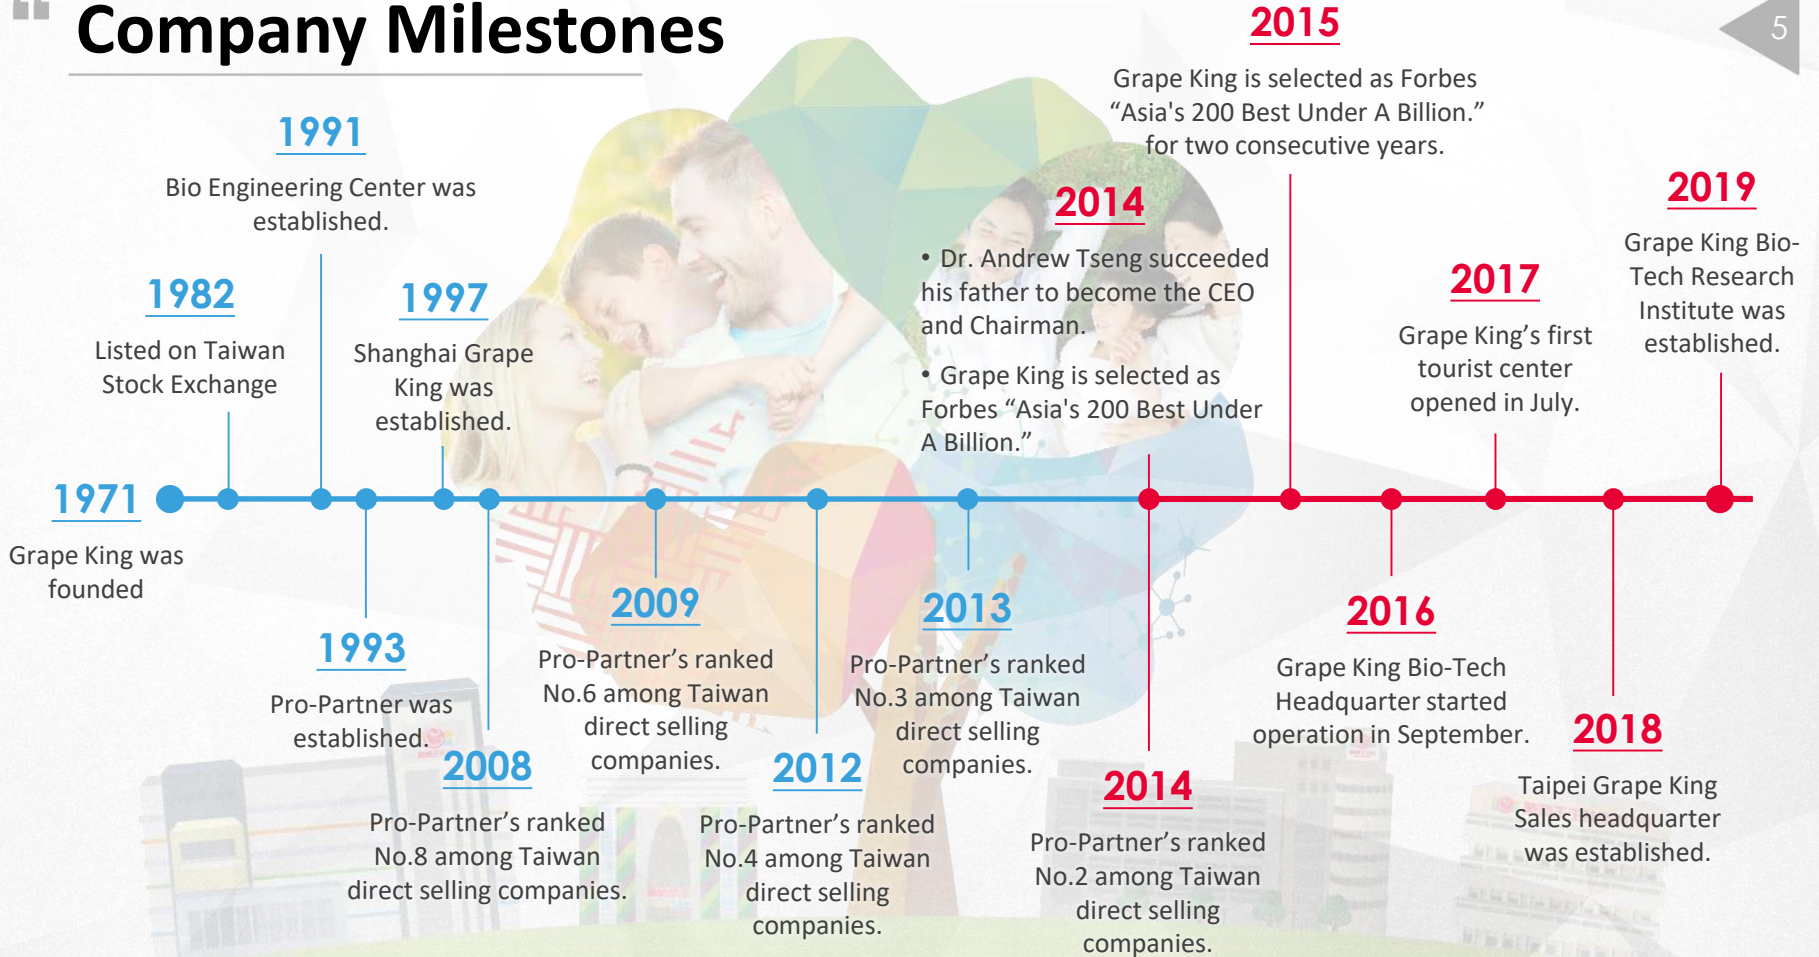 “
Company Milestones
5
1971
Grape King was
founded
1982
Listed on Taiwan
Stock Exchange
1991
Bio Engineering Center was
established.
1993
Pro-Partner was
established.
1997
Shanghai Grape
King was
established.
2008
Pro-Partner’s ranked
No.8 among Taiwan
direct selling companies.
2009
Pro-Partner’s ranked
No.6 among Taiwan
direct selling
companies.
2012
Pro-Partner’s ranked
No.4 among Taiwan
direct selling
companies.
2013
Pro-Partner’s ranked
No.3 among Taiwan
direct selling
companies.
2014
• Dr. Andrew Tseng succeeded
his father to become the CEO
and Chairman.
• Grape King is selected as
Forbes “Asia's 200 Best Under
A Billion.”
2014
Pro-Partner’s ranked
No.2 among Taiwan
direct selling
companies.
2015
Grape King is selected as Forbes
“Asia's 200 Best Under A Billion.”
for two consecutive years.
2016
Grape King Bio-Tech
Headquarter started
operation in September.
2017
Grape King’s first
tourist center
opened in July.
2018
Taipei Grape King
Sales headquarter
was established.
2019
Grape King Bio-
Tech Research
Institute was
established.